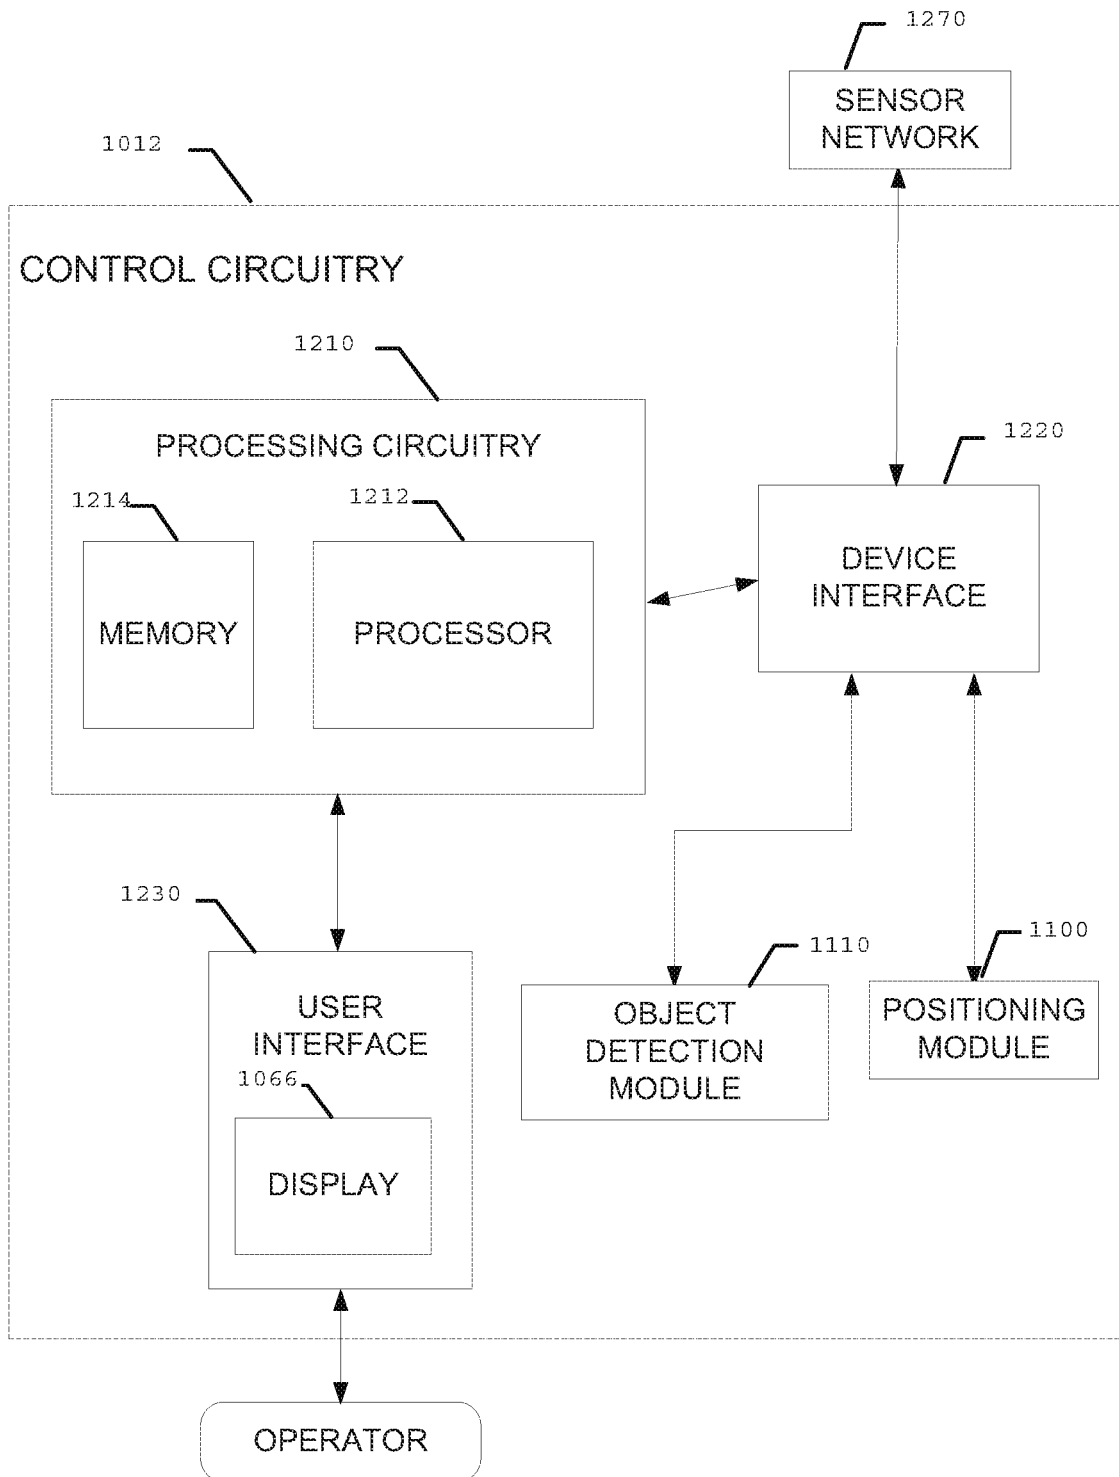 1270
SENSOR
NETWORK
1012
CONTROL CIRCUITRY
1210
PROCESSING CIRCUITRY
1220
1214
1212
DEVICE
INTERFACE
MEMORY
PROCESSOR
1230
1110
1100
USER
INTERFACE
OBJECT
DETECTION
MODULE
POSITIONING
MODULE
1066
DISPLAY
OPERATOR